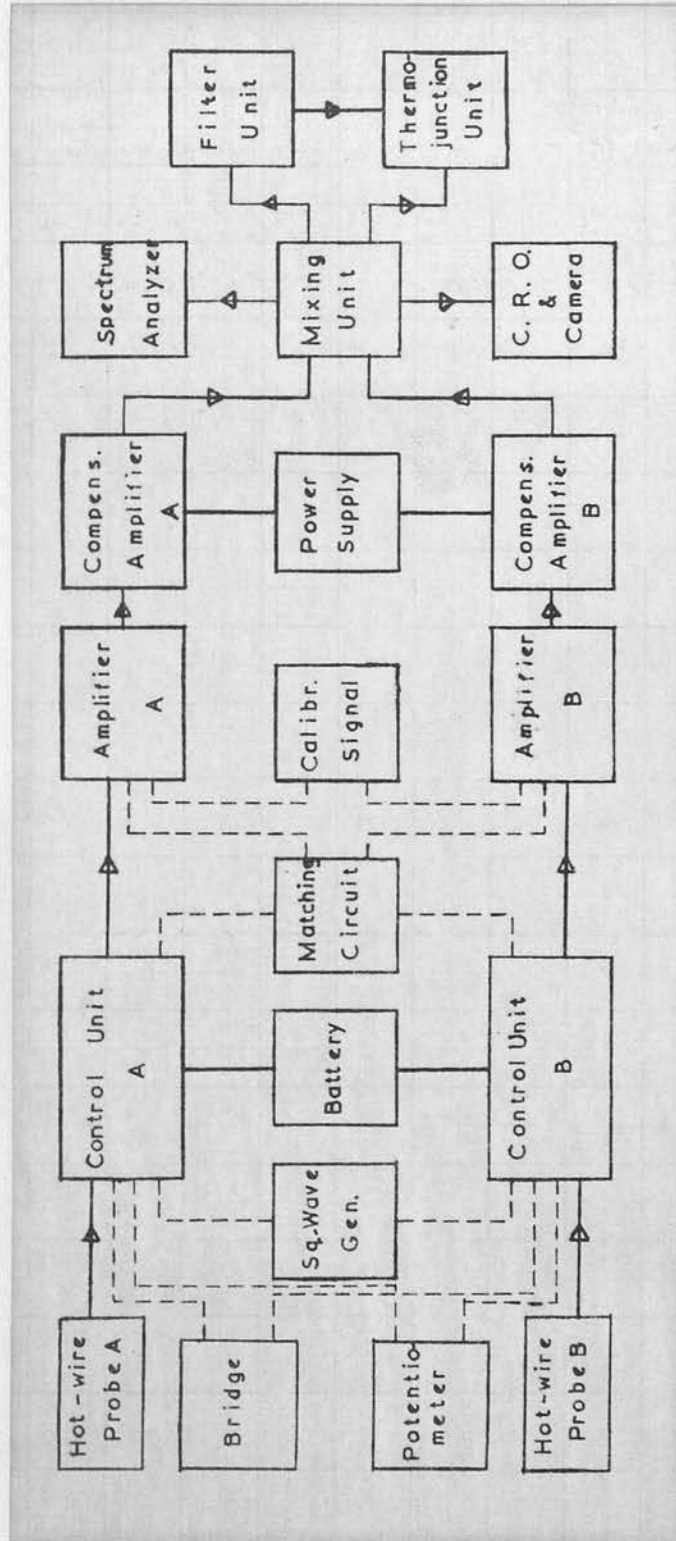 Hot-wire
Probe A
Bridge
Potentio-
meter
Hot-wire
Probe B
Control Unit
A
Sq.-Wave
Gen.
Battery
Control Unit
B
Matching
Circuit
Amplifier
A
Calibr.
Signal
Amplifier
B
Compens.
Amplifier
A
Power
Supply
Compens.
Amplifier
B
Spectrum
Analyzer
Mixing
Unit
C. R. O.
&
Camera
Filter
Unit
Thermo-
junction
Unit